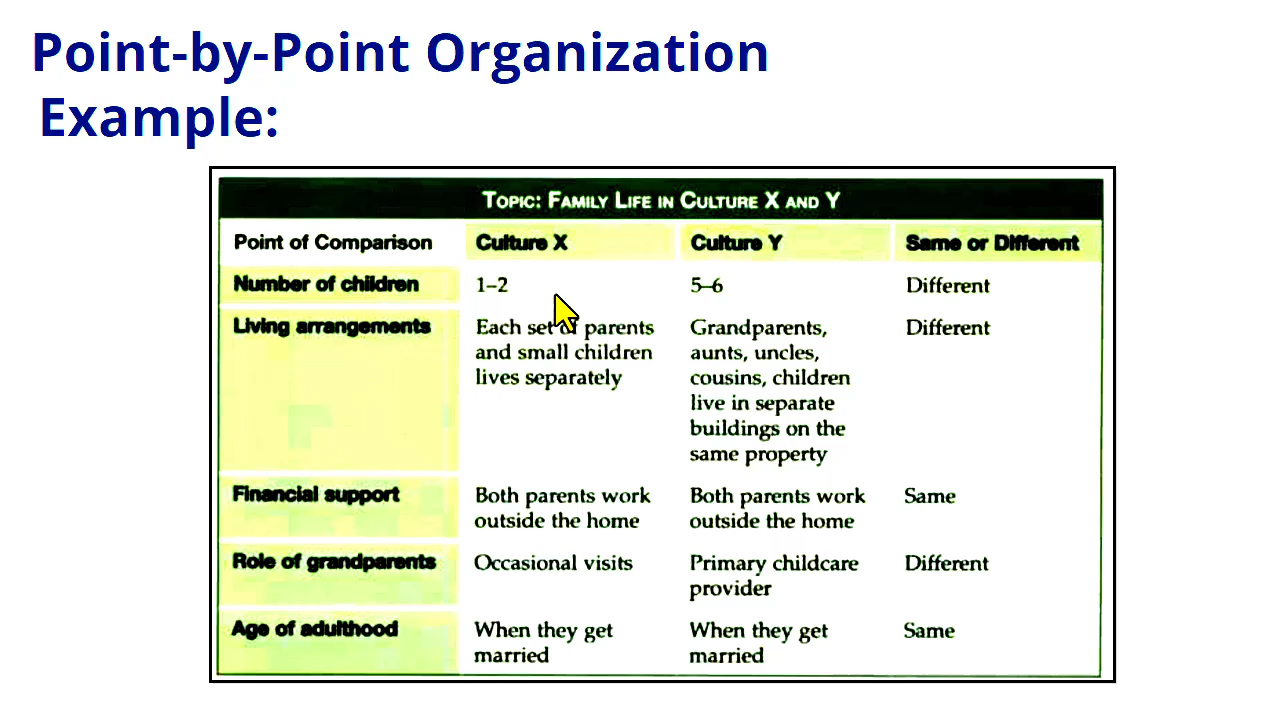 Point-by-Point Organization
Example:
TOPIC: FAMILY LIFE IN CULTURE X AND Y
Point of Comparison Culture X Culture Y Same or Different
Number of children 1–2 5–6 Different
Living arrangements Each set of parents Grandparents, Different
and small children aunts, uncles,
lives separately cousins, children
live in separate
buildings on the
same property
Financial support Both parents work Both parents work Same
outside the home outside the home
Role of grandparents Occasional visits Primary childcare Different
provider
Age of adulthood When they get When they get Same
married married